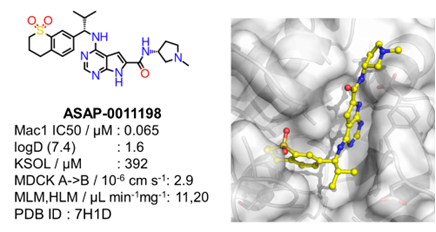 O O
S
NH
N
N
N
H
O
H
N
N
ASAP-0011198
Mac1 IC50 / µM : 0.065
logD (7.4) : 1.6
KSOL / µM : 392
MDCK A->B / 10-6 cm s-1: 2.9
MLM,HLM / µL min-1mg-1: 11,20
PDB ID : 7H1D